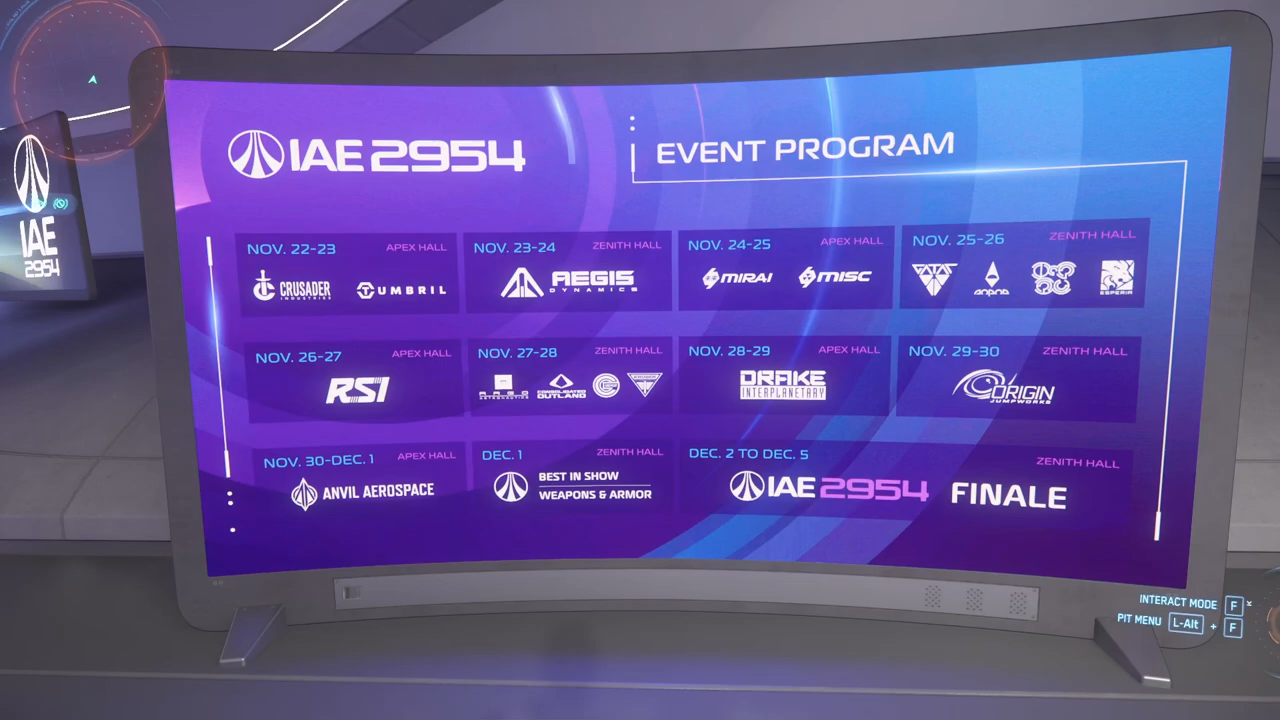 IAE
2954
IAE 2954
EVENT PROGRAM
NOV. 22-23 APEX HALL
CRUSADER
INDUSTRIES
UMBRIL
NOV. 23-24 ZENITH HALL
AEGIS
DYNAMICS
NOV. 24-25 APEX HALL
MIRAI MISC
NOV. 25-26 ZENITH HALL
AOPOA
ESPERIA
NOV. 26-27 APEX HALL
RSI
NOV. 27-28 ZENITH HALL
ARGO
ASTRONAUTICS
CONSOLIDATED
OUTLAND
NOV. 28-29 APEX HALL
DRAKE
INTERPLANETARY
NOV. 29-30 ZENITH HALL
ORIGIN
JUMPWORKS
NOV. 30-DEC. 1 APEX HALL
ANVIL AEROSPACE
DEC. 1 ZENITH HALL
BEST IN SHOW
WEAPONS & ARMOR
DEC. 2 TO DEC. 5 ZENITH HALL
IAE 2954 FINALE
INTERACT MODE F
PIT MENU L-Alt + F